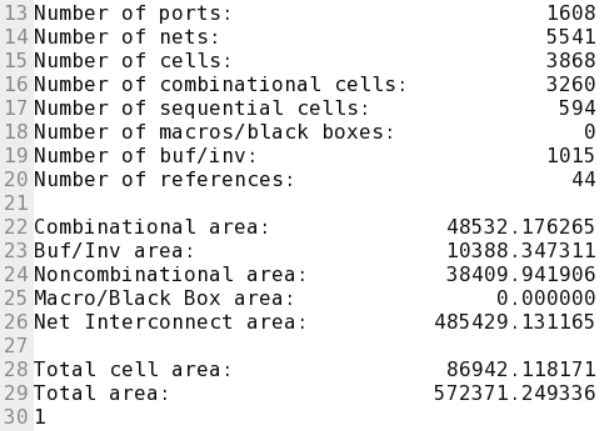 13 Number of ports: 1608
14 Number of nets: 5541
15 Number of cells: 3868
16 Number of combinational cells: 3260
17 Number of sequential cells: 594
18 Number of macros/black boxes: 0
19 Number of buf/inv: 1015
20 Number of references: 44
21
22 Combinational area: 48532.176265
23 Buf/Inv area: 10388.347311
24 Noncombinational area: 38409.941906
25 Macro/Black Box area: 0.000000
26 Net Interconnect area: 485429.131165
27
28 Total cell area: 86942.118171
29 Total area: 572371.249336
30 1